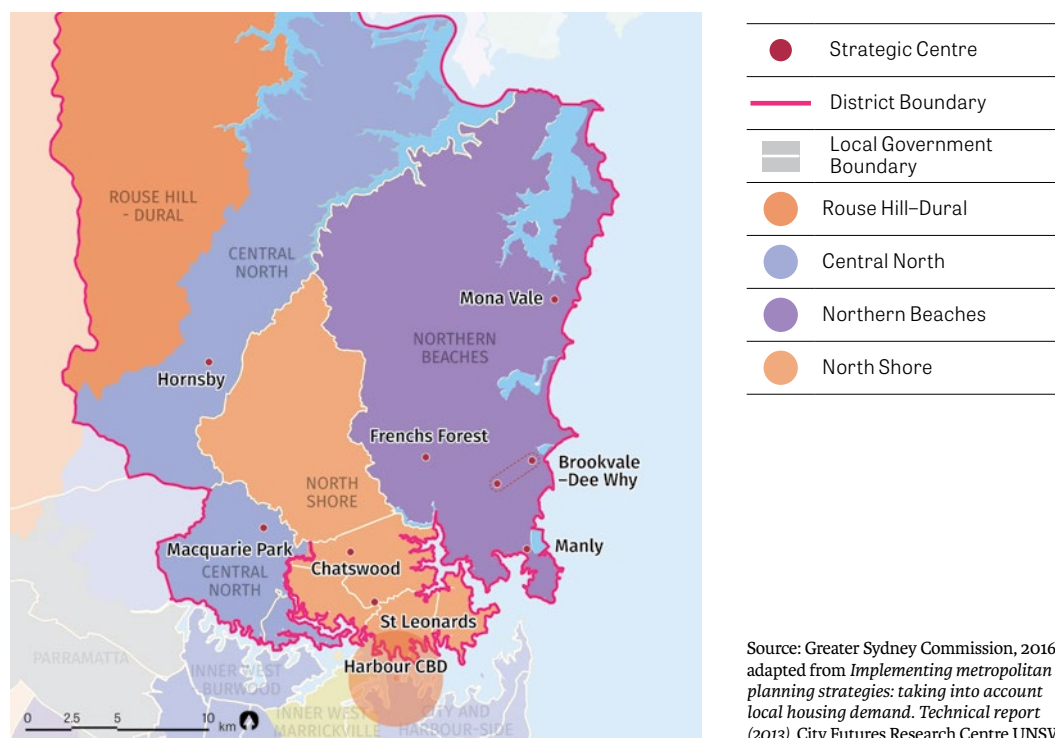 ROUSE HILL
- DURAL
CENTRAL
NORTH
Mona Vale
NORTHERN
BEACHES
Hornsby
Frenchs Forest
Brookvale
–Dee Why
NORTH
SHORE
Macquarie Park
CENTRAL
NORTH
Chatswood
Manly
St Leonards
Harbour CBD
PARRAMATTA
INNER WEST
BURWOOD
INNER WEST
MARRICKVILLE
CITY AND
HARBOUR-SIDE
0 2.5 5 10 km
Strategic Centre
District Boundary
Local Government
Boundary
Rouse Hill–Dural
Central North
Northern Beaches
North Shore
Source: Greater Sydney Commission, 2016
adapted from Implementing metropolitan
planning strategies: taking into account
local housing demand. Technical report
(2013), City Futures Research Centre UNSW